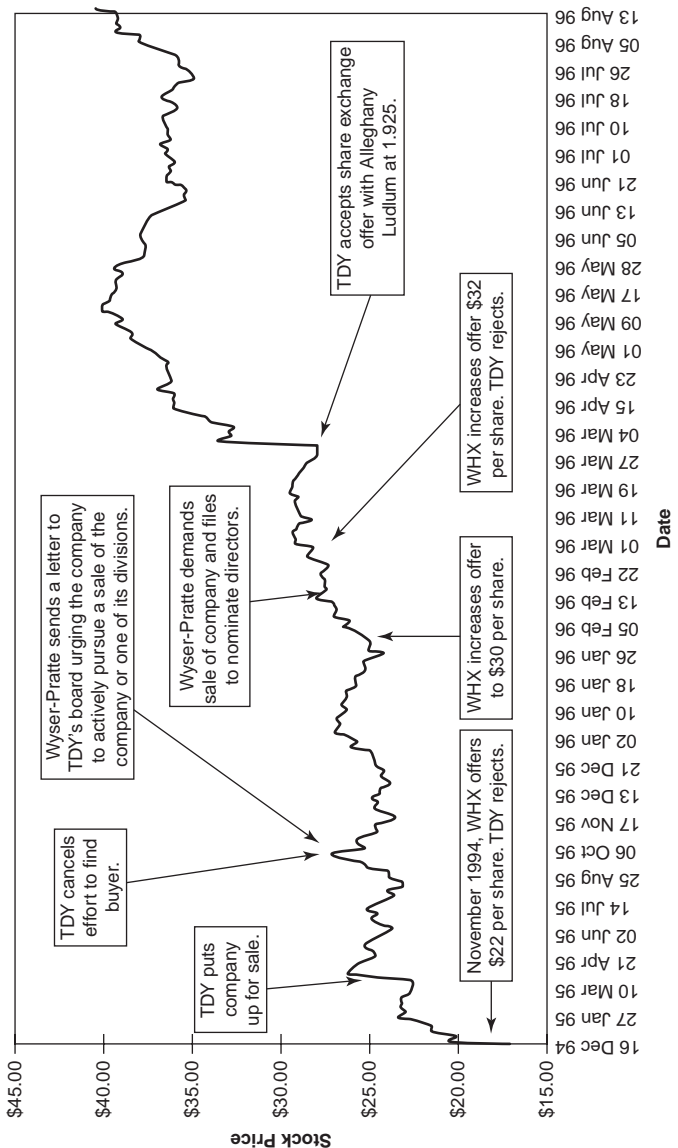 $45.00
$40.00
$35.00
$30.00
$25.00
$20.00
$15.00
Stock Price
TDY puts
company
up for sale.
TDY cancels
effort to find
buyer.
Wyser-Pratte sends a letter to
TDY's board urging the company
to actively pursue a sale of the
company or one of its divisions.
Wyser-Pratte demands
sale of company and files
to nominate directors.
TDY accepts share exchange
offer with Alleghany
Ludlum at 1.925.
November 1994, WHX offers
$22 per share. TDY rejects.
WHX increases offer
to $30 per share.
WHX increases offer $32
per share. TDY rejects.
16 Dec 94
27 Jan 95
10 Mar 95
21 Apr 95
02 Jun 95
14 Jul 95
25 Aug 95
06 Oct 95
17 Nov 95
13 Dec 95
21 Dec 95
02 Jan 96
10 Jan 96
18 Jan 96
26 Jan 96
05 Feb 96
13 Feb 96
22 Feb 96
01 Mar 96
11 Mar 96
19 Mar 96
27 Mar 96
04 Mar 96
15 Apr 96
23 Apr 96
01 May 96
09 May 96
17 May 96
28 May 96
05 Jun 96
13 Jun 96
21 Jun 96
01 Jul 96
10 Jul 96
18 Jul 96
26 Jul 96
05 Aug 96
13 Aug 96
Date